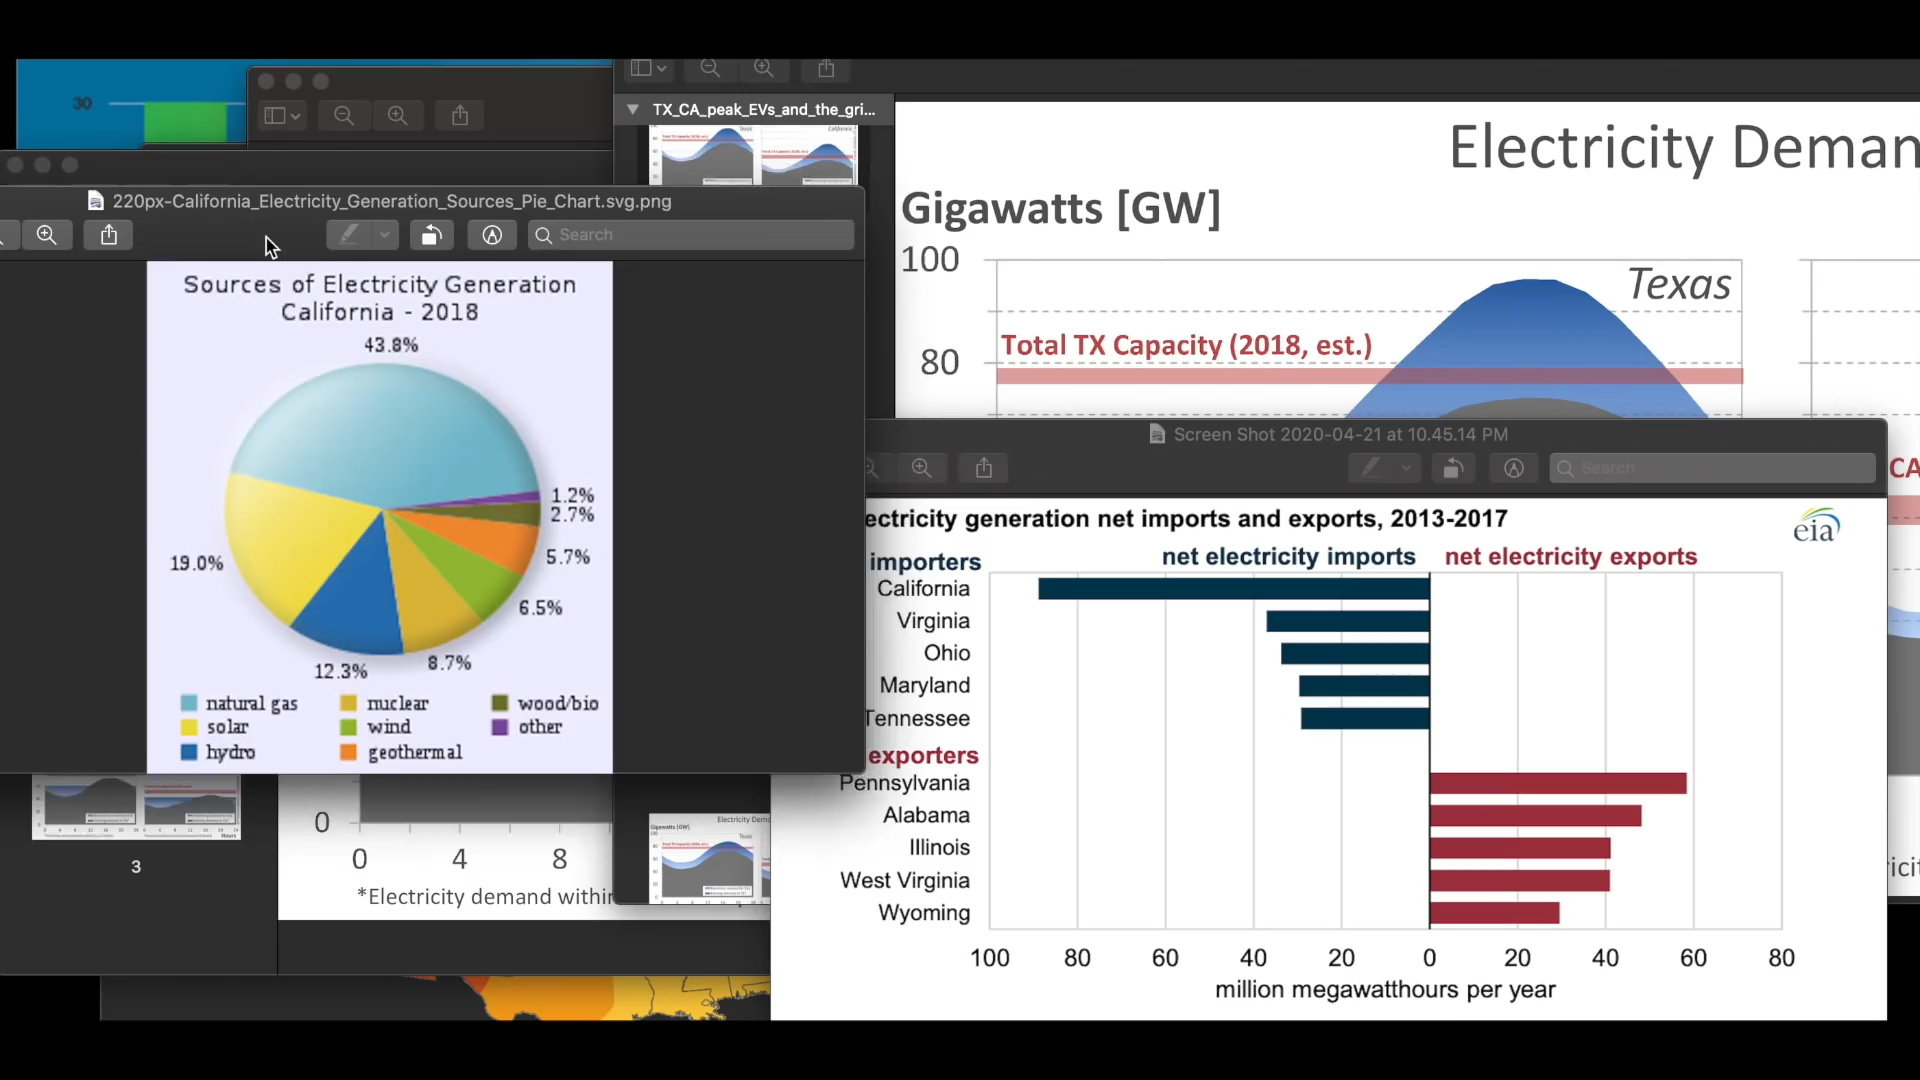 30
TX_CA_peak_EVs_and_the_gri...
Electricity Deman
Gigawatts [GW]
100
Texas
Total TX Capacity (2018, est.)
80
220px-California_Electricity_Generation_Sources_Pie_Chart.svg.png
Search
Sources of Electricity Generation
California - 2018
43.8%
1.2%
2.7%
5.7%
6.5%
8.7%
12.3%
19.0%
natural gas
nuclear
wood/bio
solar
wind
other
hydro
geothermal
Screen Shot 2020-04-21 at 10.45.14 PM
Search
CA
ectricity generation net imports and exports, 2013-2017
eia
importers
net electricity imports
net electricity exports
California
Virginia
Ohio
Maryland
Tennessee
exporters
Pennsylvania
Alabama
Illinois
West Virginia
Wyoming
100 80 60 40 20 0 20 40 60 80
million megawatthours per year
3
0
0 4 8
*Electricity demand within